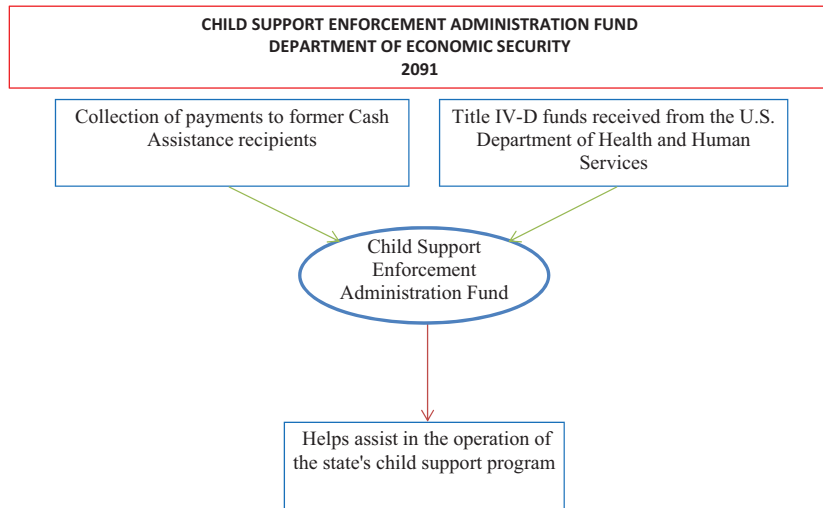 CHILD SUPPORT ENFORCEMENT ADMINISTRATION FUND
DEPARTMENT OF ECONOMIC SECURITY
2091
Collection of payments to former Cash
Assistance recipients
Title IV-D funds received from the U.S.
Department of Health and Human
Services
Child Support
Enforcement
Administration Fund
Helps assist in the operation of
the state's child support program